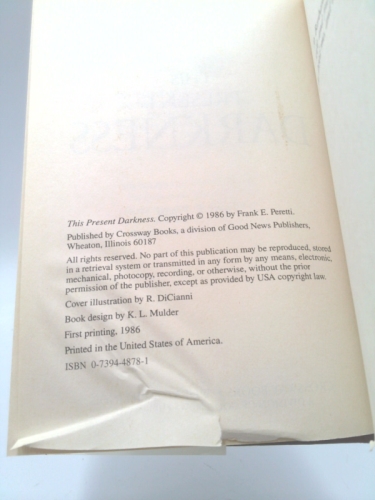 This Present Darkness. Copyright © 1986 by Frank E. Peretti.
Published by Crossway Books, a division of Good News Publishers,
Wheaton, Illinois 60187
All rights reserved. No part of this publication may be reproduced, stored
in a retrieval system or transmitted in any form by any means, electronic,
mechanical, photocopy, recording, or otherwise, without the prior
permission of the publisher, except as provided by USA copyright law.
Cover illustration by R. DiCianni
Book design by K. L. Mulder
First printing, 1986
Printed in the United States of America.
ISBN 0-7394-4878-1